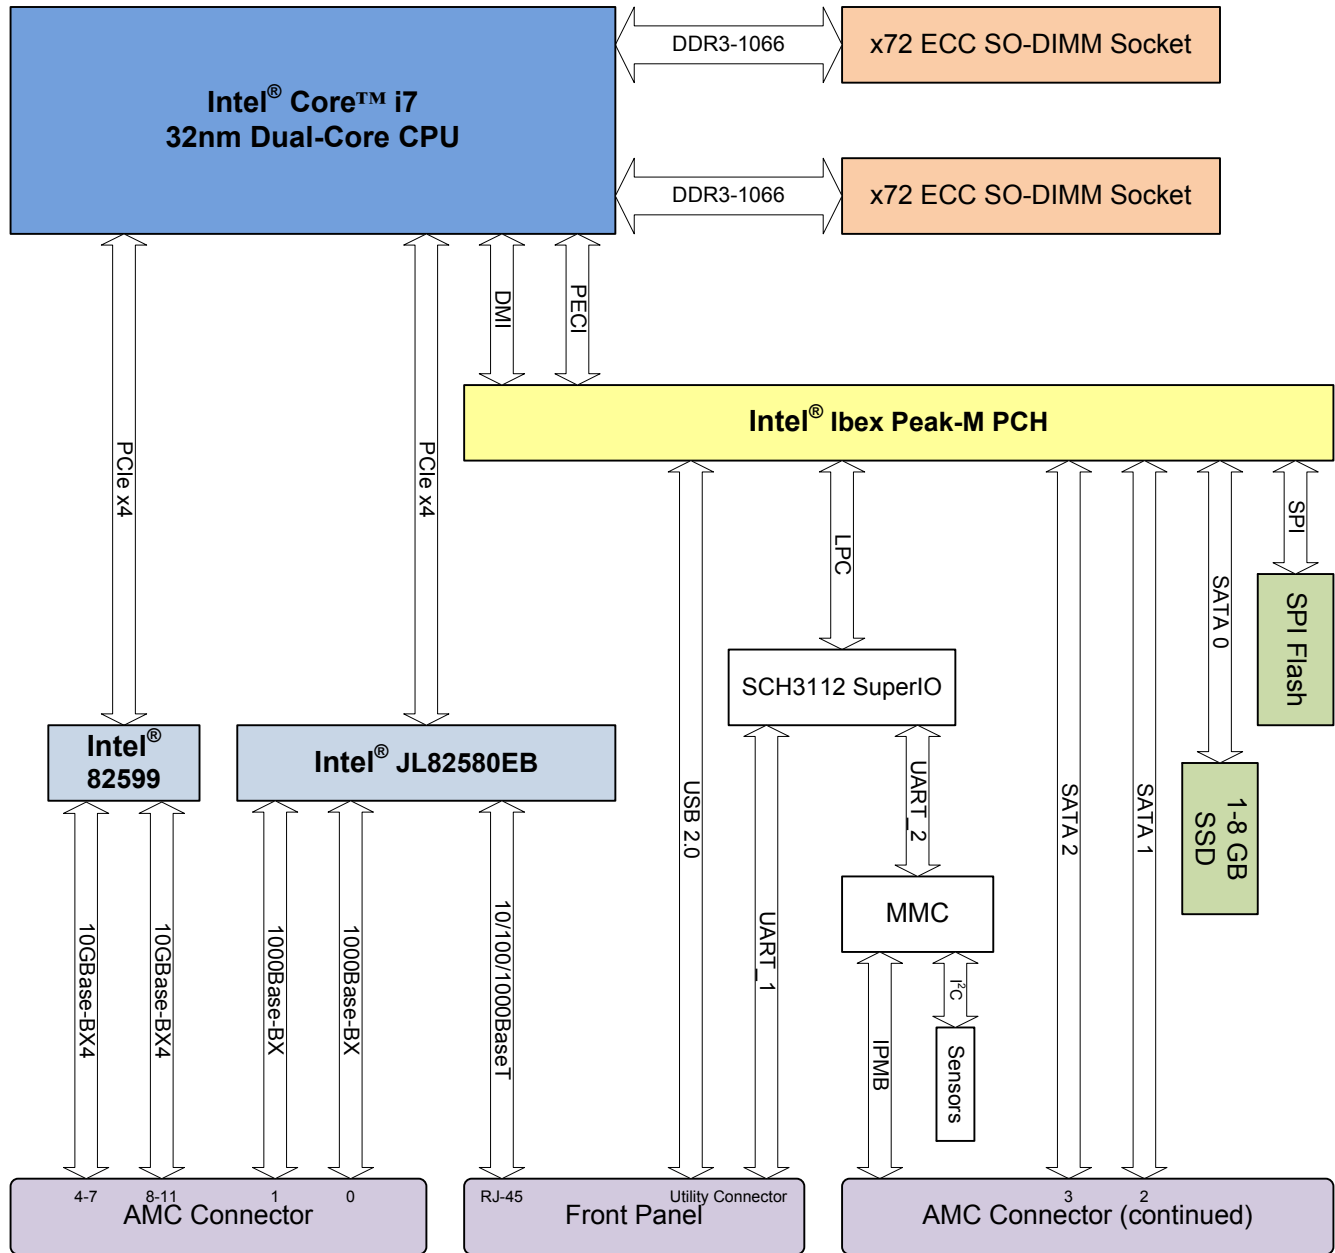 Intel® Core™ i7
32nm Dual-Core CPU
DDR3-1066
x72 ECC SO-DIMM Socket
DDR3-1066
x72 ECC SO-DIMM Socket
PCIe x4
PCIe x4
DMI
PECI
Intel® Ibex Peak-M PCH
LPC
SPI
SPI Flash
SATA 0
SCH3112 SuperIO
Intel®
82599
Intel® JL82580EB
USB 2.0
UART_2
SATA 2
SATA 1
1-8 GB
SSD
MMC
10GBase-BX4
10GBase-BX4
1000Base-BX
1000Base-BX
10/100/1000BaseT
UART_1
I²C
IPMB
Sensors
4-7
8-11
1
0
AMC Connector
RJ-45
Utility Connector
Front Panel
3
2
AMC Connector (continued)